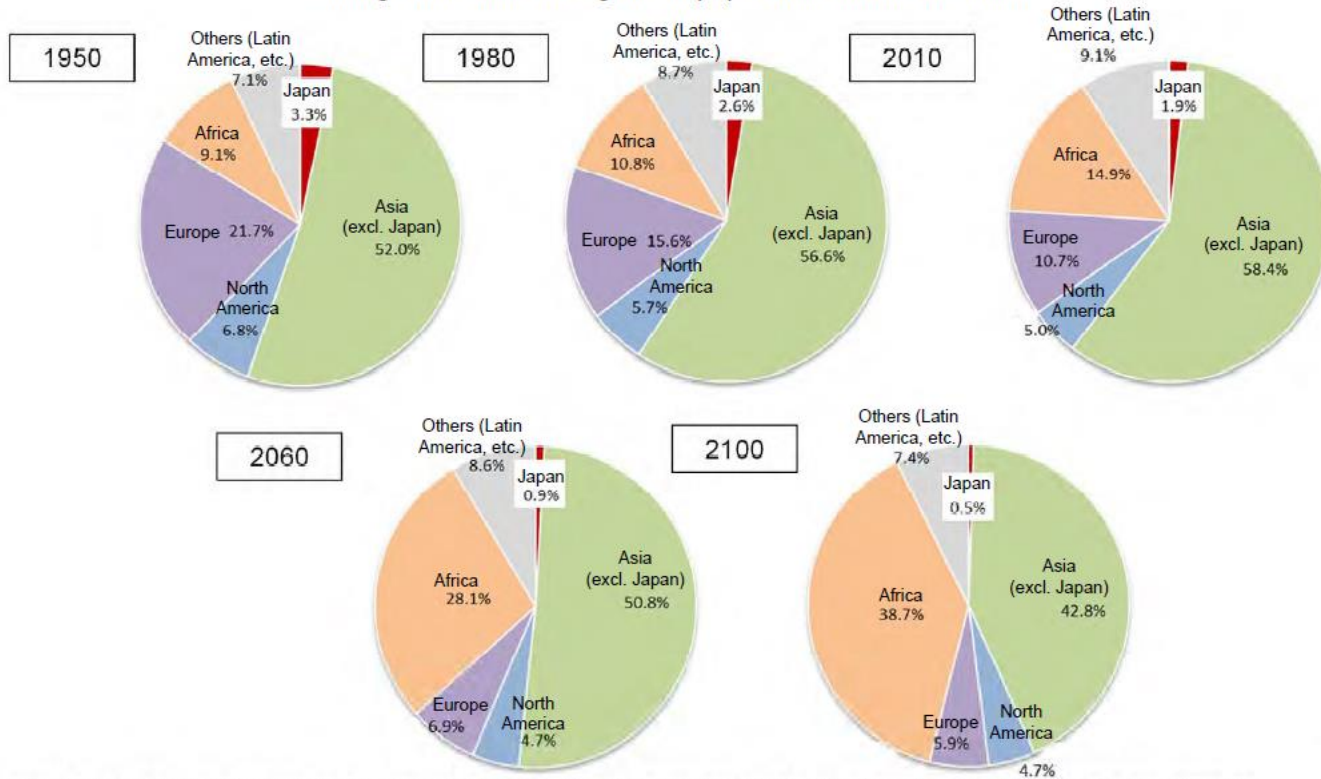 1950
Others (Latin
America, etc.)
7.1%
Japan
3.3%
Africa
9.1%
Europe 21.7%
North
America
6.8%
Asia
(excl. Japan)
52.0%
1980
Others (Latin
America, etc.)
8.7%
Japan
2.6%
Africa
10.8%
Europe 15.6%
North
America
5.7%
Asia
(excl. Japan)
56.6%
2010
Others (Latin
America, etc.)
9.1%
Japan
1.9%
Africa
14.9%
Europe
10.7%
North
America
5.0%
Asia
(excl. Japan)
58.4%
2060
Others (Latin
America, etc.)
8.6%
Japan
0.9%
Africa
28.1%
Europe
6.9%
North
America
4.7%
Asia
(excl. Japan)
50.8%
2100
Others (Latin
America, etc.)
7.4%
Japan
0.5%
Africa
38.7%
Europe
5.9%
North
America
4.7%
Asia
(excl. Japan)
42.8%